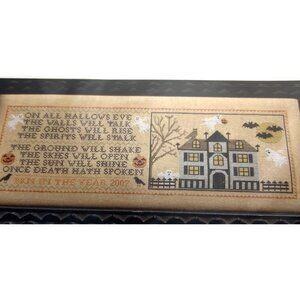 ON ALL HALLOWS EVE
THE WALLS WILL TALK
THE GHOSTS WILL RISE
THE SPIRITS WILL STALK
THE GROUND WILL SHAKE
THE SKIES WILL OPEN
THE SUN WILL SHINE
ONCE DEATH HATH SPOKEN
IN THE YEAR 2007